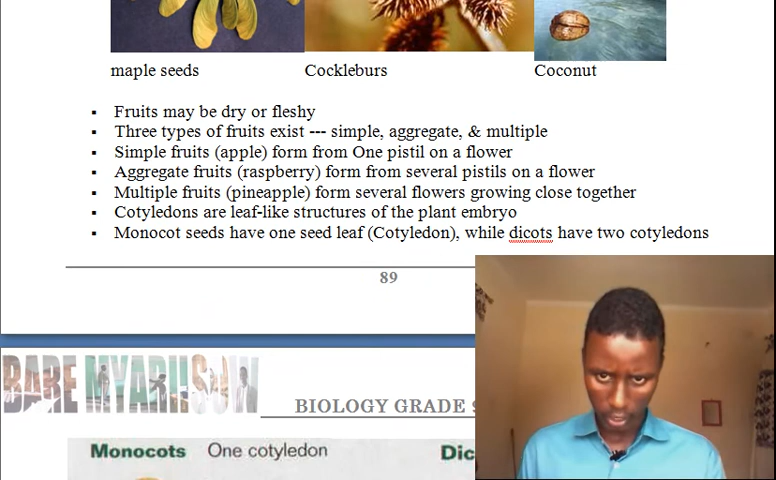 maple seeds Cockleburs Coconut
▪ Fruits may be dry or fleshy
▪ Three types of fruits exist --- simple, aggregate, & multiple
▪ Simple fruits (apple) form from One pistil on a flower
▪ Aggregate fruits (raspberry) form from several pistils on a flower
▪ Multiple fruits (pineapple) form several flowers growing close together
▪ Cotyledons are leaf-like structures of the plant embryo
▪ Monocot seeds have one seed leaf (Cotyledon), while dicots have two cotyledons
89
BARE MYARHSOW
BIOLOGY GRADE
Monocots One cotyledon